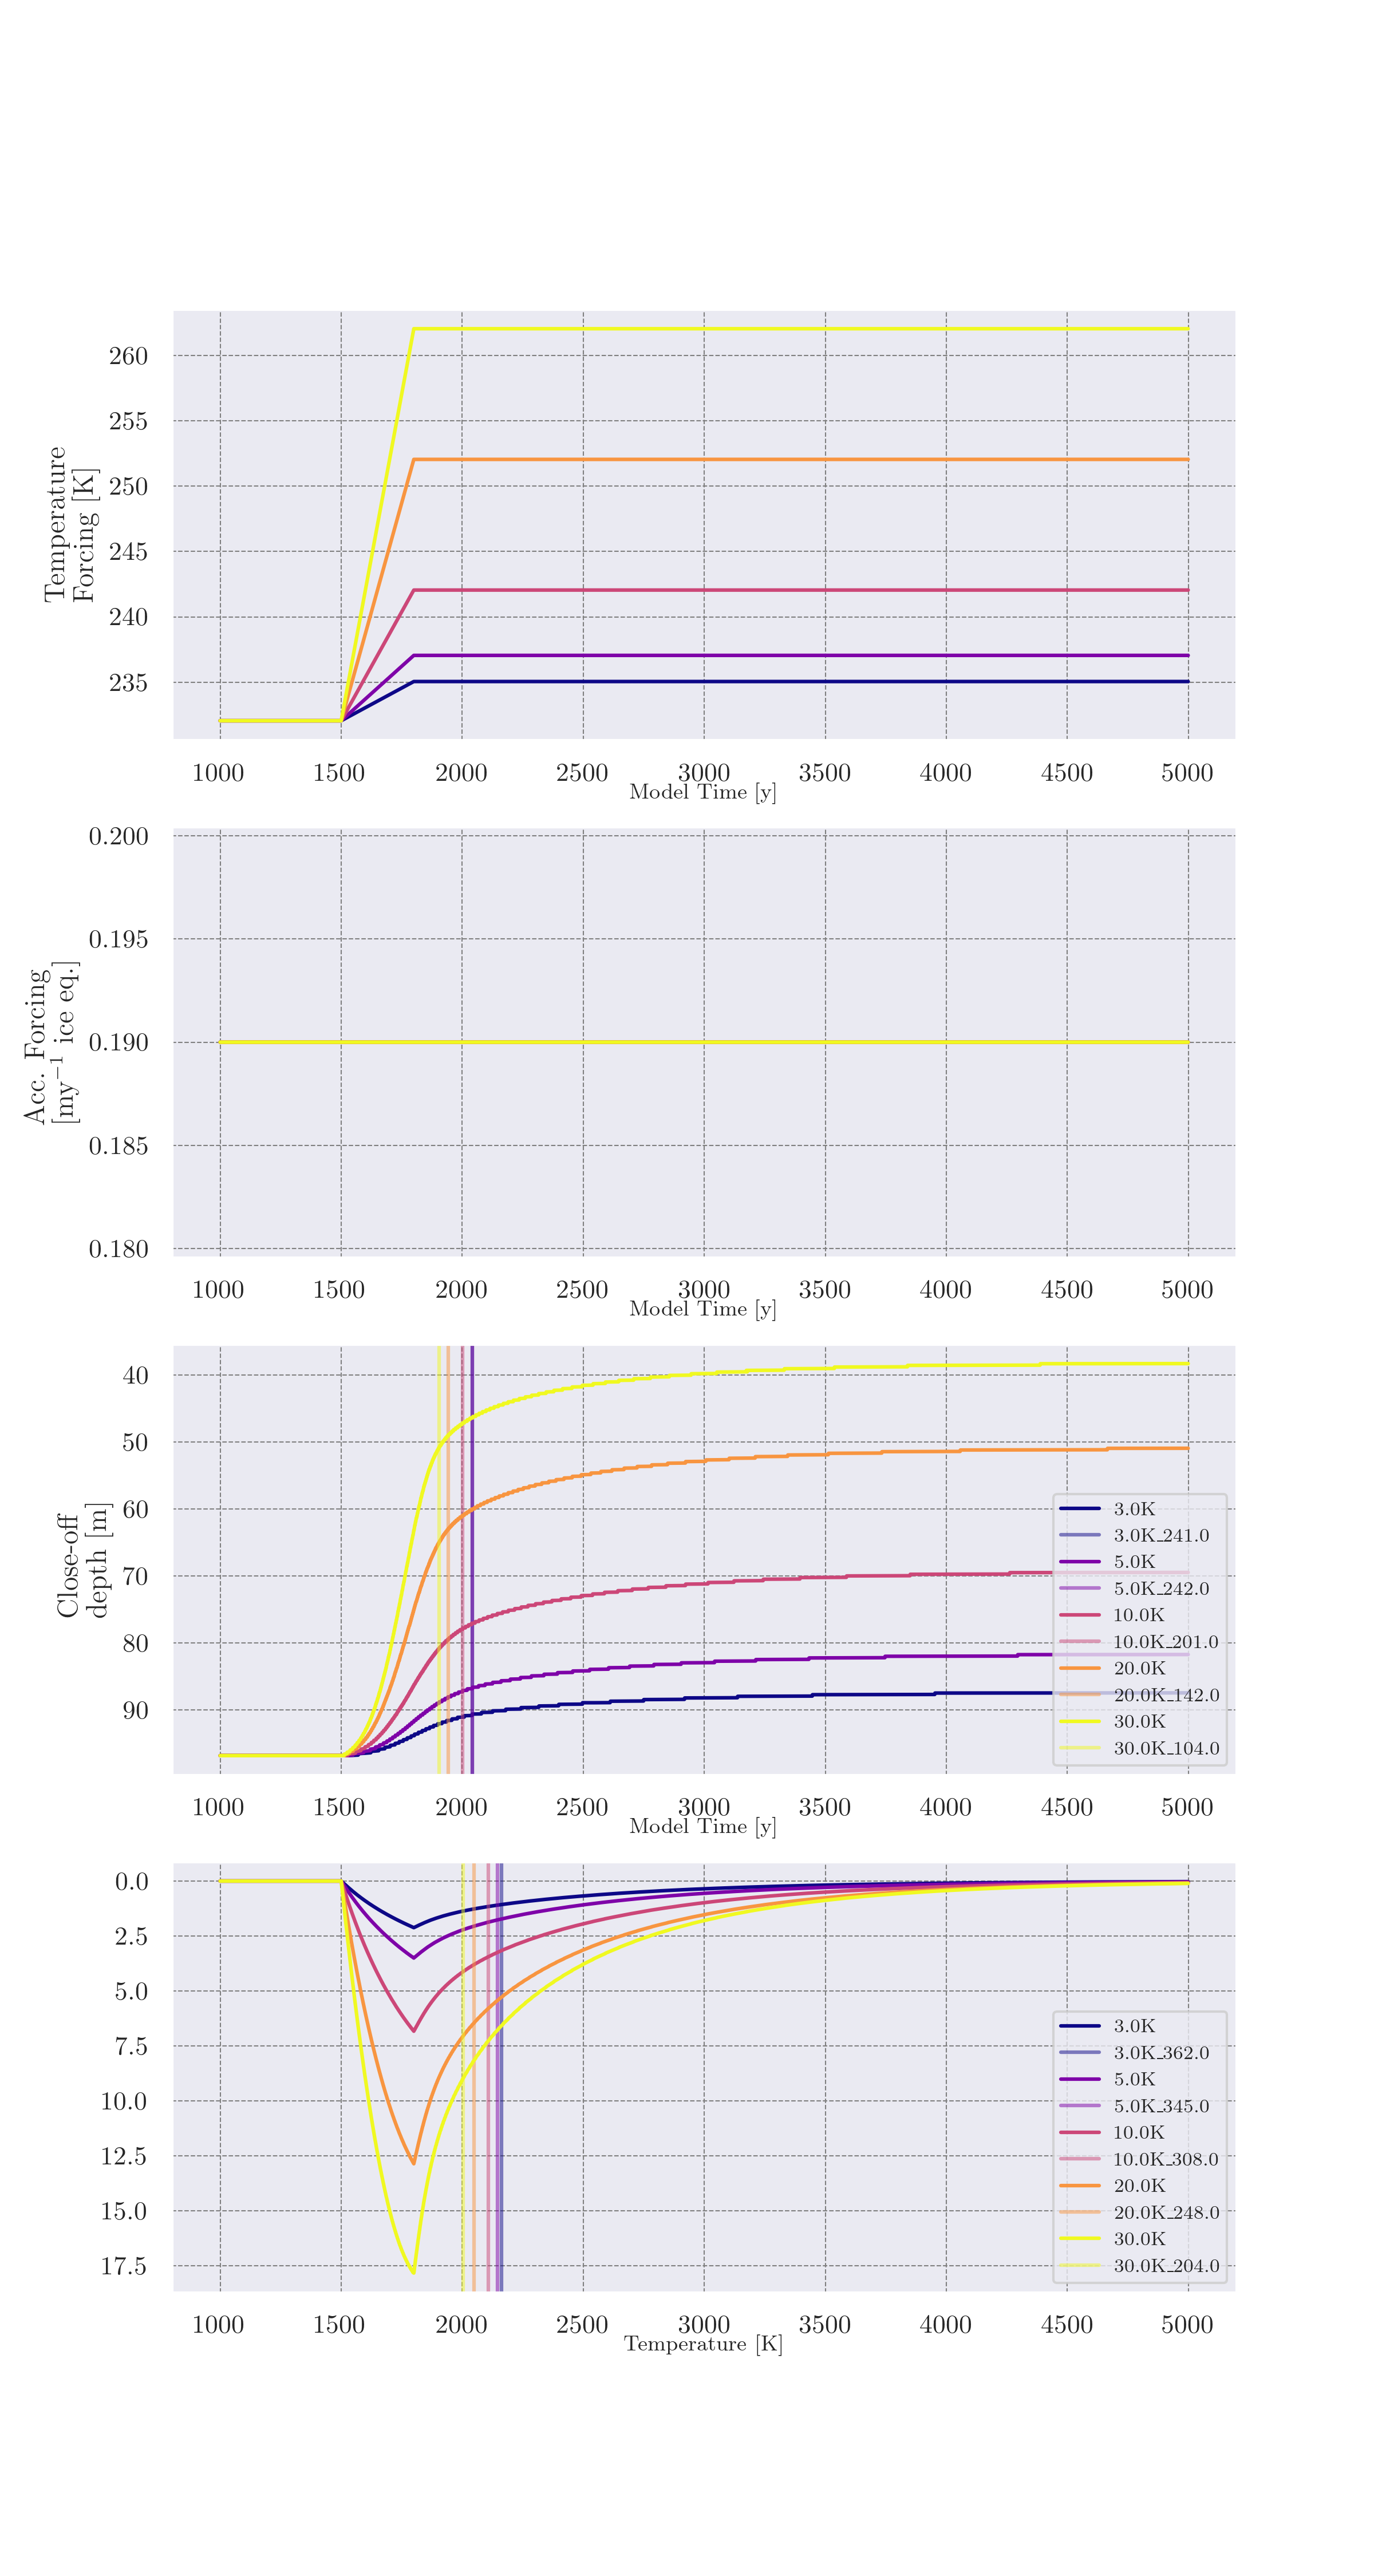 260
255
250
245
240
235
Temperature
Forcing [K]
1000 1500 2000 2500 3000 3500 4000 4500 5000
Model Time [y]
0.200
0.195
0.190
0.185
0.180
Acc. Forcing
[my⁻¹ ice eq.]
1000 1500 2000 2500 3000 3500 4000 4500 5000
Model Time [y]
40
50
60
70
80
90
Close-off
depth [m]
3.0K
3.0K_241.0
5.0K
5.0K_242.0
10.0K
10.0K_201.0
20.0K
20.0K_142.0
30.0K
30.0K_104.0
1000 1500 2000 2500 3000 3500 4000 4500 5000
Model Time [y]
0.0
2.5
5.0
7.5
10.0
12.5
15.0
17.5
3.0K
3.0K_362.0
5.0K
5.0K_345.0
10.0K
10.0K_308.0
20.0K
20.0K_248.0
30.0K
30.0K_204.0
1000 1500 2000 2500 3000 3500 4000 4500 5000
Temperature [K]